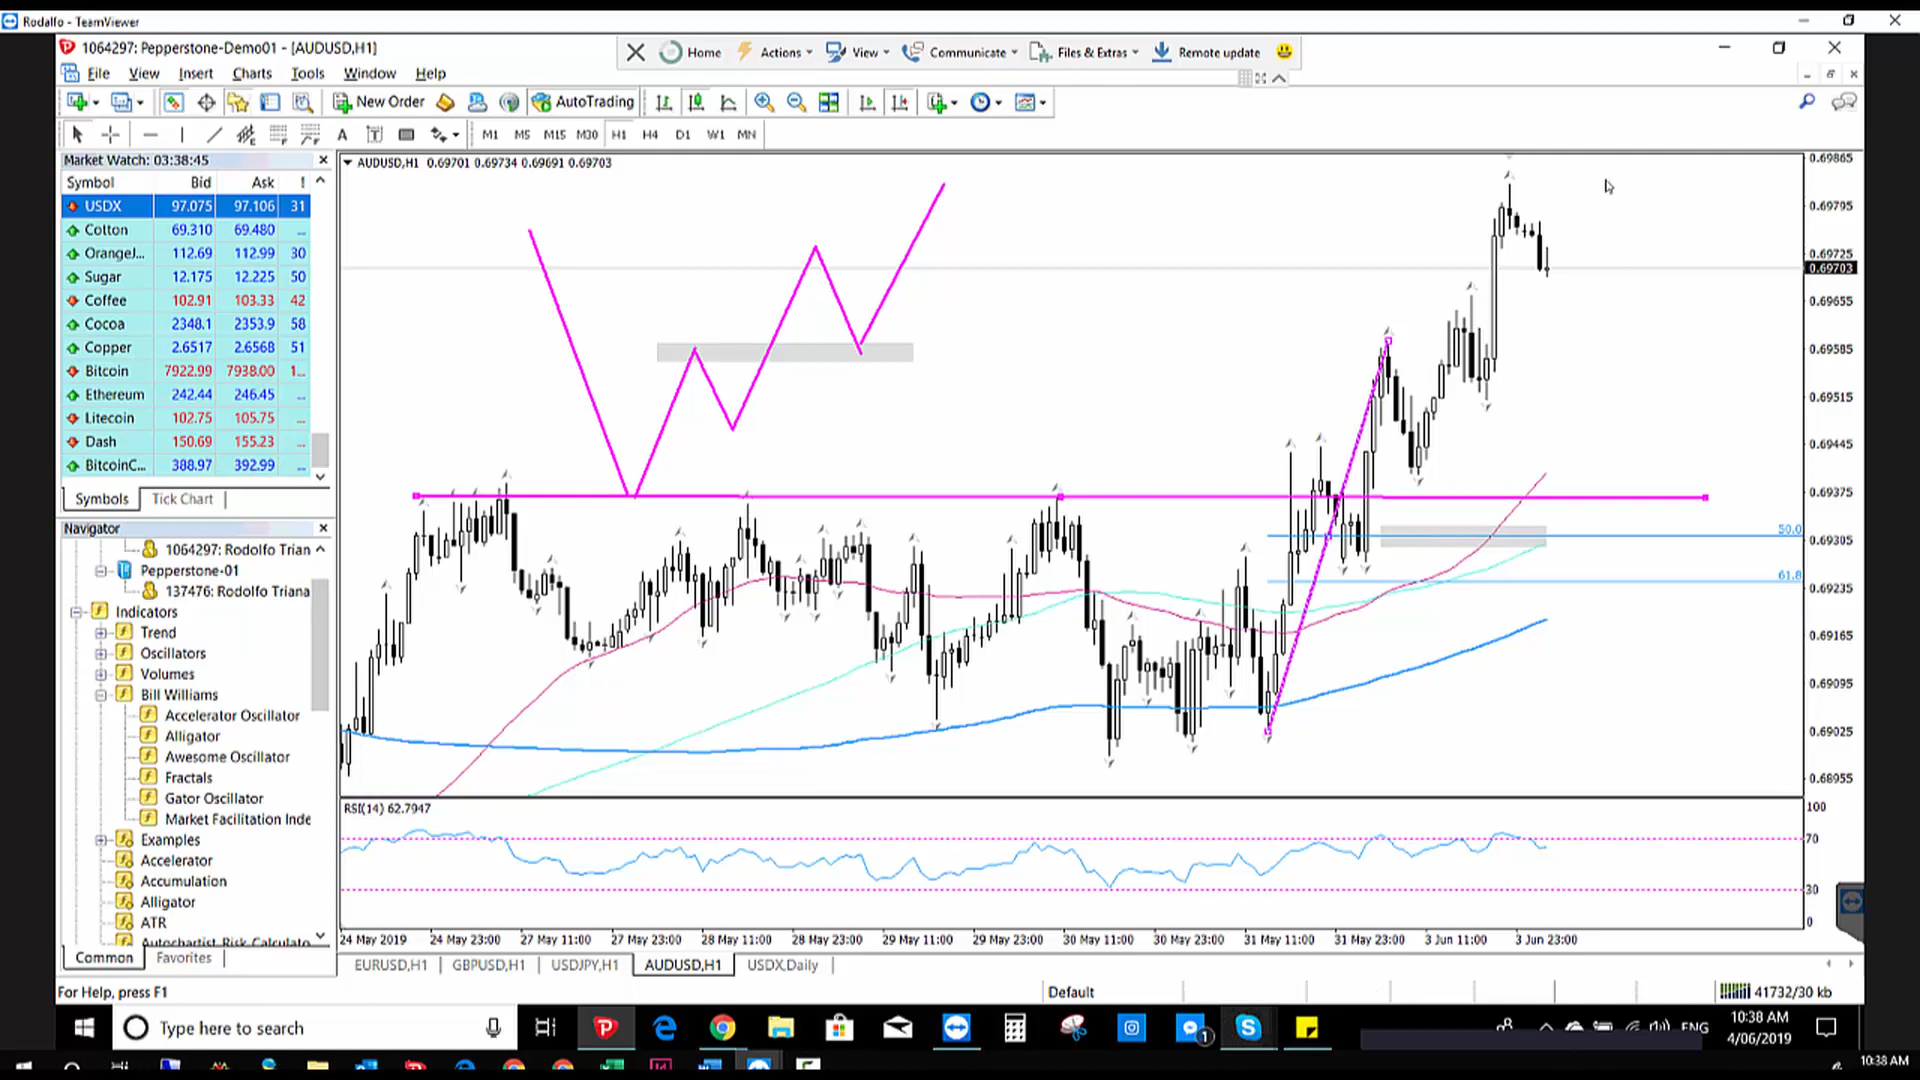 Rodalfo - TeamViewer
1064297: Pepperstone-Demo01 - [AUDUSD,H1]
Home Actions View Communicate Files & Extras Remote update
File View Insert Charts Tools Window Help
New Order AutoTrading
A T M1 M5 M15 M30 H1 H4 D1 W1 MN
Market Watch: 03:38:45
Symbol Bid Ask !
USDX 97.075 97.106 31
Cotton 69.310 69.480 ...
OrangeJ... 112.69 112.99 30
Sugar 12.175 12.225 50
Coffee 102.91 103.33 42
Cocoa 2348.1 2353.9 58
Copper 2.6517 2.6568 51
Bitcoin 7922.99 7938.00 1...
Ethereum 242.44 246.45 ...
Litecoin 102.75 105.75 ...
Dash 150.69 155.23 ...
BitcoinC... 388.97 392.99 ...
Symbols Tick Chart
Navigator
1064297: Rodolfo Trian
Pepperstone-01
137476: Rodolfo Triana
Indicators
Trend
Oscillators
Volumes
Bill Williams
Accelerator Oscillator
Alligator
Awesome Oscillator
Fractals
Gator Oscillator
Market Facilitation Inde
Examples
Accelerator
Accumulation
Alligator
ATR
Autochartist_Risk_Calculato
Common Favorites
AUDUSD,H1 0.69701 0.69734 0.69691 0.69703
0.69865
0.69795
0.69725
0.69703
0.69655
0.69585
0.69515
0.69445
0.69375
50.0
0.69305
61.8
0.69235
0.69165
0.69095
0.69025
0.68955
RSI(14) 62.7947
100
70
30
0
24 May 2019 24 May 23:00 27 May 11:00 27 May 23:00 28 May 11:00 28 May 23:00 29 May 11:00 29 May 23:00 30 May 11:00 30 May 23:00 31 May 11:00 31 May 23:00 3 Jun 11:00 3 Jun 23:00
EURUSD,H1 GBPUSD,H1 USDJPY,H1 AUDUSD,H1 USDX,Daily
For Help, press F1 Default 41732/30 kb
Type here to search 1 ENG 10:38 AM
4/06/2019
10:38 AM